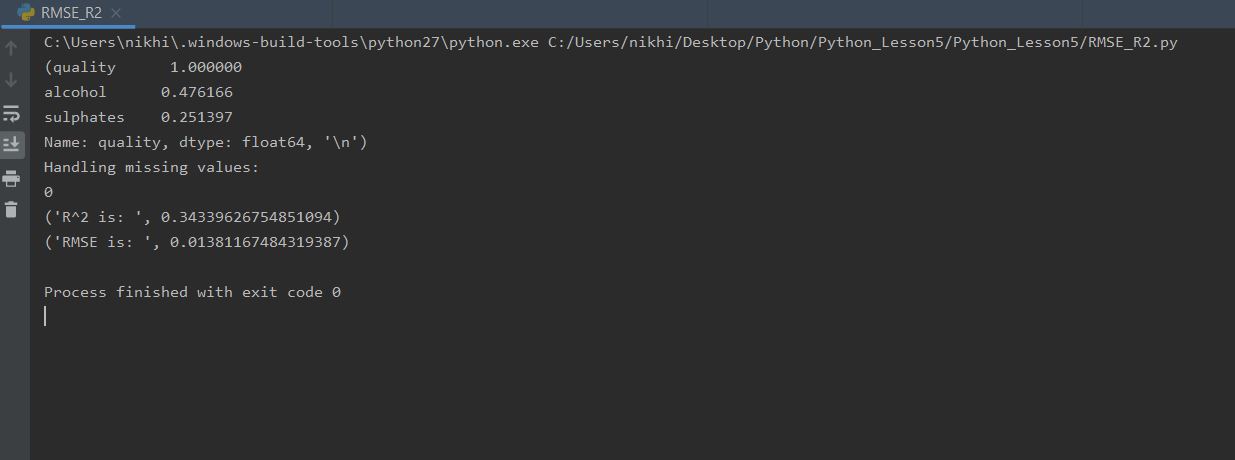 RMSE_R2
C:\Users\nikhi\.windows-build-tools\python27\python.exe C:/Users/nikhi/Desktop/Python/Python_Lesson5/Python_Lesson5/RMSE_R2.py
(quality      1.000000
alcohol      0.476166
sulphates    0.251397
Name: quality, dtype: float64, '\n')
Handling missing values:
0
('R^2 is: ', 0.34339626754851094)
('RMSE is: ', 0.01381167484319387)
Process finished with exit code 0